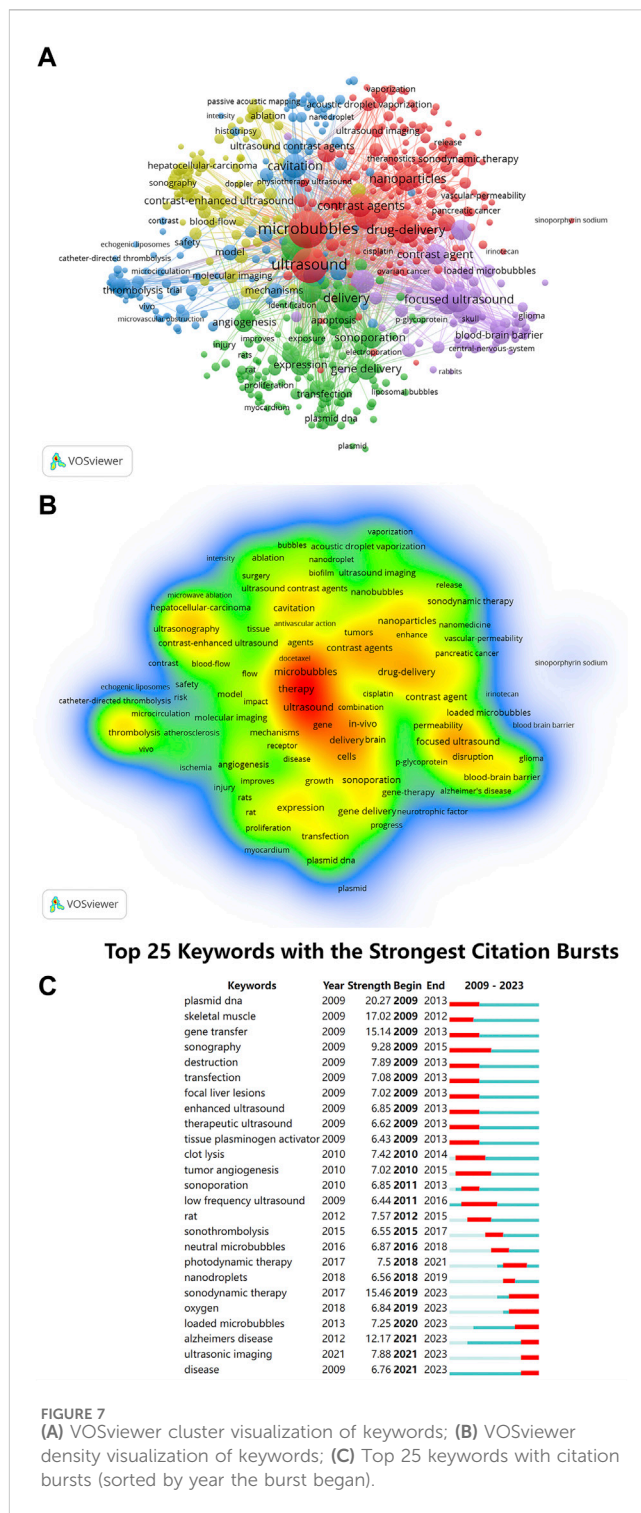 A
vaporization
passive acoustic mapping
acoustic droplet vaporization
intensity
ablation
nanodroplet
histotripsy
ultrasound imaging
ultrasound contrast agents
release
hepatocellular-carcinoma
cavitation
theranostics
sonodynamic therapy
sonography
doppler
physiotherapy ultrasound
nanoparticles
contrast-enhanced ultrasound
vascular-permeability
contrast
blood-flow
contrast agents
pancreatic cancer
microbubbles
drug-delivery
sinoporphyrin sodium
echogenic liposomes
safety
cisplatin
irinotecan
catheter-directed thrombolysis
model
ultrasound
contrast agent
microcirculation
molecular imaging
ovarian cancer
loaded microbubbles
thrombolysis
trial
mechanisms
delivery
focused ultrasound
vivo
identification
microvascular obstruction
angiogenesis
apoptosis
p-glycoprotein
skull
glioma
injury
improves
exposure
sonoporation
blood-brain barrier
rats
electroporation
central-nervous-system
rat
expression
gene delivery
rabbits
proliferation
transfection
liposomal bubbles
myocardium
plasmid dna
plasmid
VOSviewer
B
vaporization
bubbles
acoustic droplet vaporization
intensity
ablation
nanodroplet
surgery
biofilm
ultrasound imaging
microwave ablation
ultrasound contrast agents
nanobubbles
release
hepatocellular-carcinoma
cavitation
sonodynamic therapy
ultrasonography
tissue
antivascular action
nanoparticles
nanomedicine
contrast-enhanced ultrasound
agents
tumors
enhance
vascular-permeability
contrast agents
pancreatic cancer
contrast
blood-flow
docetaxel
sinoporphyrin sodium
flow
microbubbles
drug-delivery
echogenic liposomes
safety
therapy
cisplatin
irinotecan
catheter-directed thrombolysis
risk
model
impact
combination
contrast agent
microcirculation
ultrasound
loaded microbubbles
molecular imaging
gene
in-vivo
permeability
blood brain barrier
thrombolysis
atherosclerosis
mechanisms
delivery
brain
focused ultrasound
vivo
receptor
cells
disruption
ischemia
angiogenesis
disease
p-glycoprotein
glioma
injury
improves
growth
sonoporation
blood-brain barrier
rats
gene-therapy
alzheimer's disease
rat
expression
gene delivery
neurotrophic factor
proliferation
progress
transfection
myocardium
plasmid dna
plasmid
VOSviewer
Top 25 Keywords with the Strongest Citation Bursts
C
Keywords Year Strength Begin End 2009 - 2023
plasmid dna 2009 20.27 2009 2013
skeletal muscle 2009 17.02 2009 2012
gene transfer 2009 15.14 2009 2013
sonography 2009 9.28 2009 2015
destruction 2009 7.89 2009 2013
transfection 2009 7.08 2009 2013
focal liver lesions 2009 7.02 2009 2013
enhanced ultrasound 2009 6.85 2009 2013
therapeutic ultrasound 2009 6.62 2009 2013
tissue plasminogen activator 2009 6.43 2009 2013
clot lysis 2010 7.42 2010 2014
tumor angiogenesis 2010 7.02 2010 2015
sonoporation 2010 6.85 2011 2013
low frequency ultrasound 2009 6.44 2011 2016
rat 2012 7.57 2012 2015
sonothrombolysis 2015 6.55 2015 2017
neutral microbubbles 2016 6.87 2016 2018
photodynamic therapy 2017 7.5 2018 2021
nanodroplets 2018 6.56 2018 2019
sonodynamic therapy 2017 15.46 2019 2023
oxygen 2018 6.84 2019 2023
loaded microbubbles 2013 7.25 2020 2023
alzheimers disease 2012 12.17 2021 2023
ultrasonic imaging 2021 7.88 2021 2023
disease 2009 6.76 2021 2023
FIGURE 7
(A) VOSviewer cluster visualization of keywords; (B) VOSviewer
density visualization of keywords; (C) Top 25 keywords with citation
bursts (sorted by year the burst began).